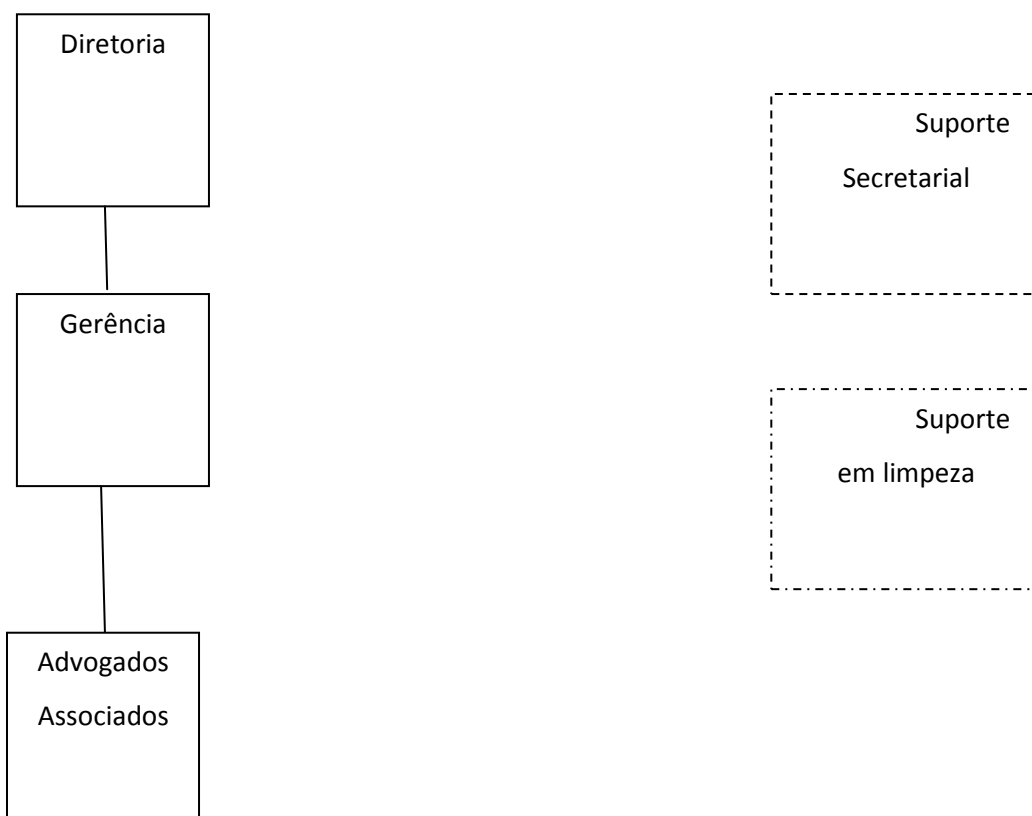 Diretoria
Suporte
Secretarial
Gerência
Suporte
em limpeza
Advogados
Associados